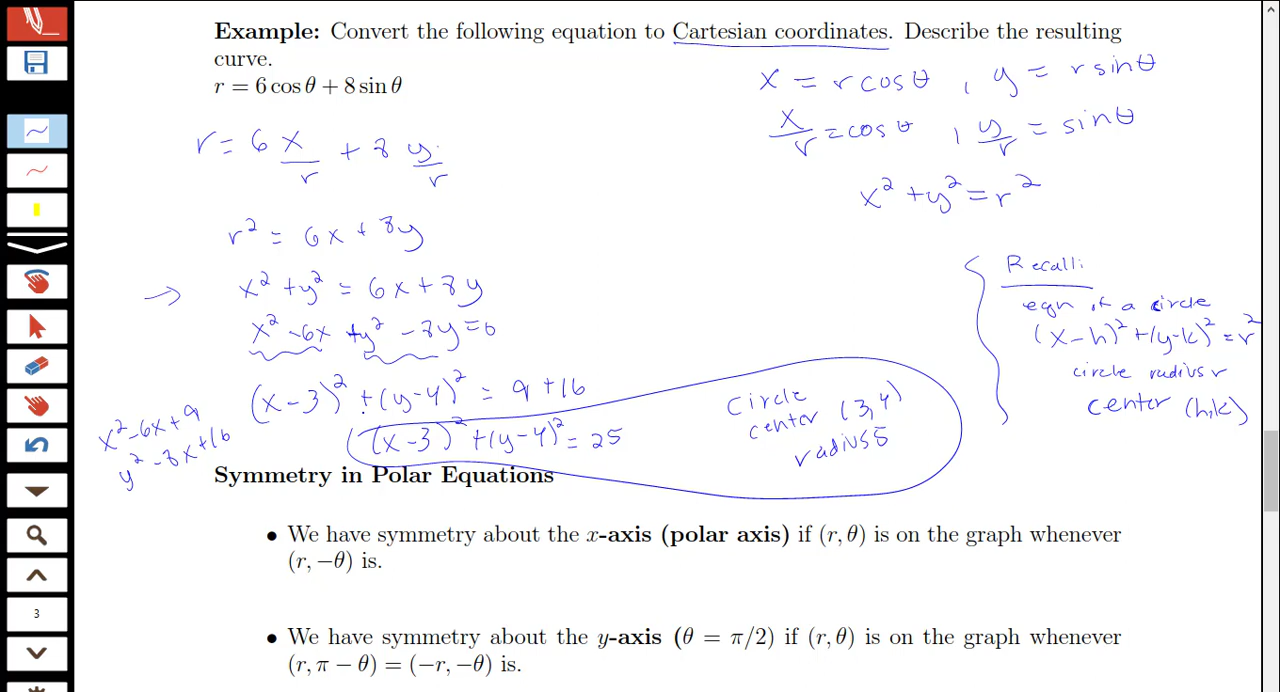 Example: Convert the following equation to Cartesian coordinates. Describe the resulting
curve.
r = 6 cos θ + 8 sin θ
x = r cos θ , y = r sin θ
x/r = cos θ , y/r = sin θ
x² + y² = r²
r = 6 x/r + 8 y/r
r² = 6x + 8y
→ x² + y² = 6x + 8y
x² - 6x + y² - 8y = 0
(x - 3)² + (y - 4)² = 9 + 16
x² - 6x + 9
y² - 8x + 16
(x - 3)² + (y - 4)² = 25
Circle
center (3,4)
radius 5
Recall:
eqn of a circle
(x - h)² + (y - k)² = r²
circle radius r
center (h,k)
Symmetry in Polar Equations
• We have symmetry about the x-axis (polar axis) if (r, θ) is on the graph whenever
(r, −θ) is.
• We have symmetry about the y-axis (θ = π/2) if (r, θ) is on the graph whenever
(r, π − θ) = (−r, −θ) is.
3